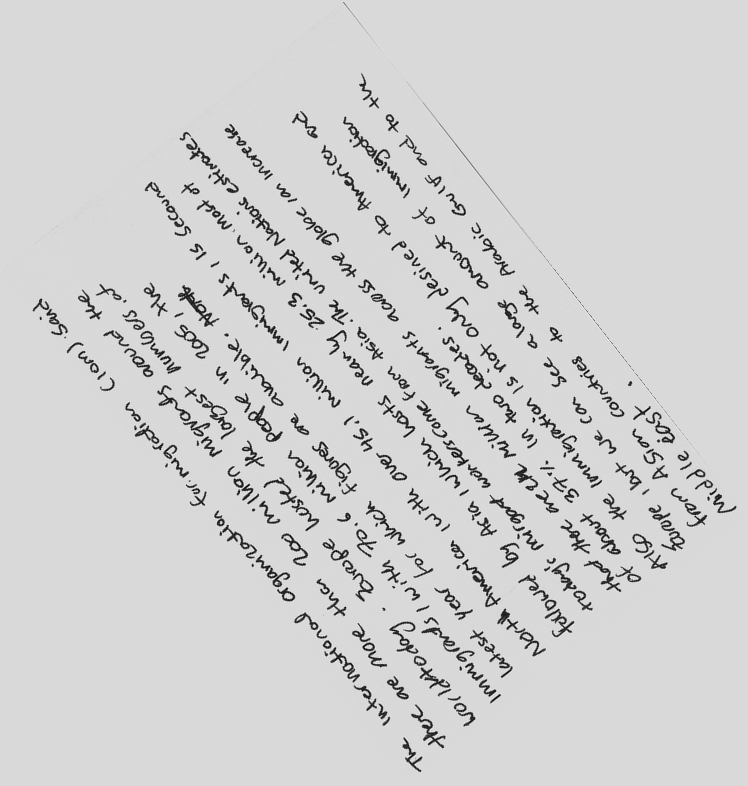 The international organization for migration (iom) said
there are more than 200 million migrants around the
world today. Europe hosted the largest numbers of
immigrants, with 70.6 million people in 2005, the
latest year for which figures are avalible.
North America, with over 45.1 million immigrants, is second
followed by Asia, which hosts nearly 25.3 million. most of
todays migrant workers come from Asia. The united Nations estimates
that there are million migrants across the globe, an increase
of about 37% in two decades.
Also the immigration is not only desired to America and
Europe, but we can see a large amount of immigration
from Asian countries to the Arabic Gulf and to the
Middle east.